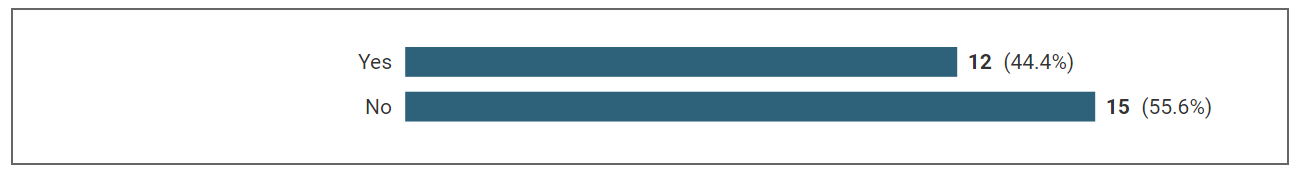 Yes 12 (44.4%)
No 15 (55.6%)